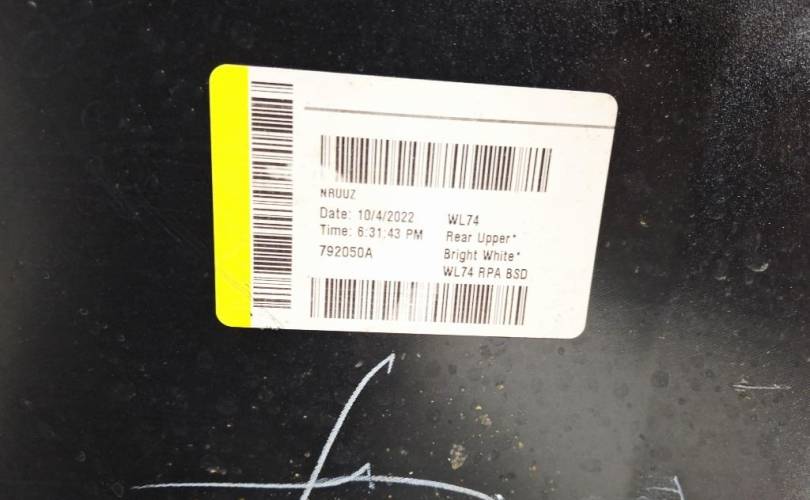 NRUUZ
Date: 10/4/2022 WL74
Time: 6:31:43 PM Rear Upper*
792050A Bright White*
WL74 RPA BSD